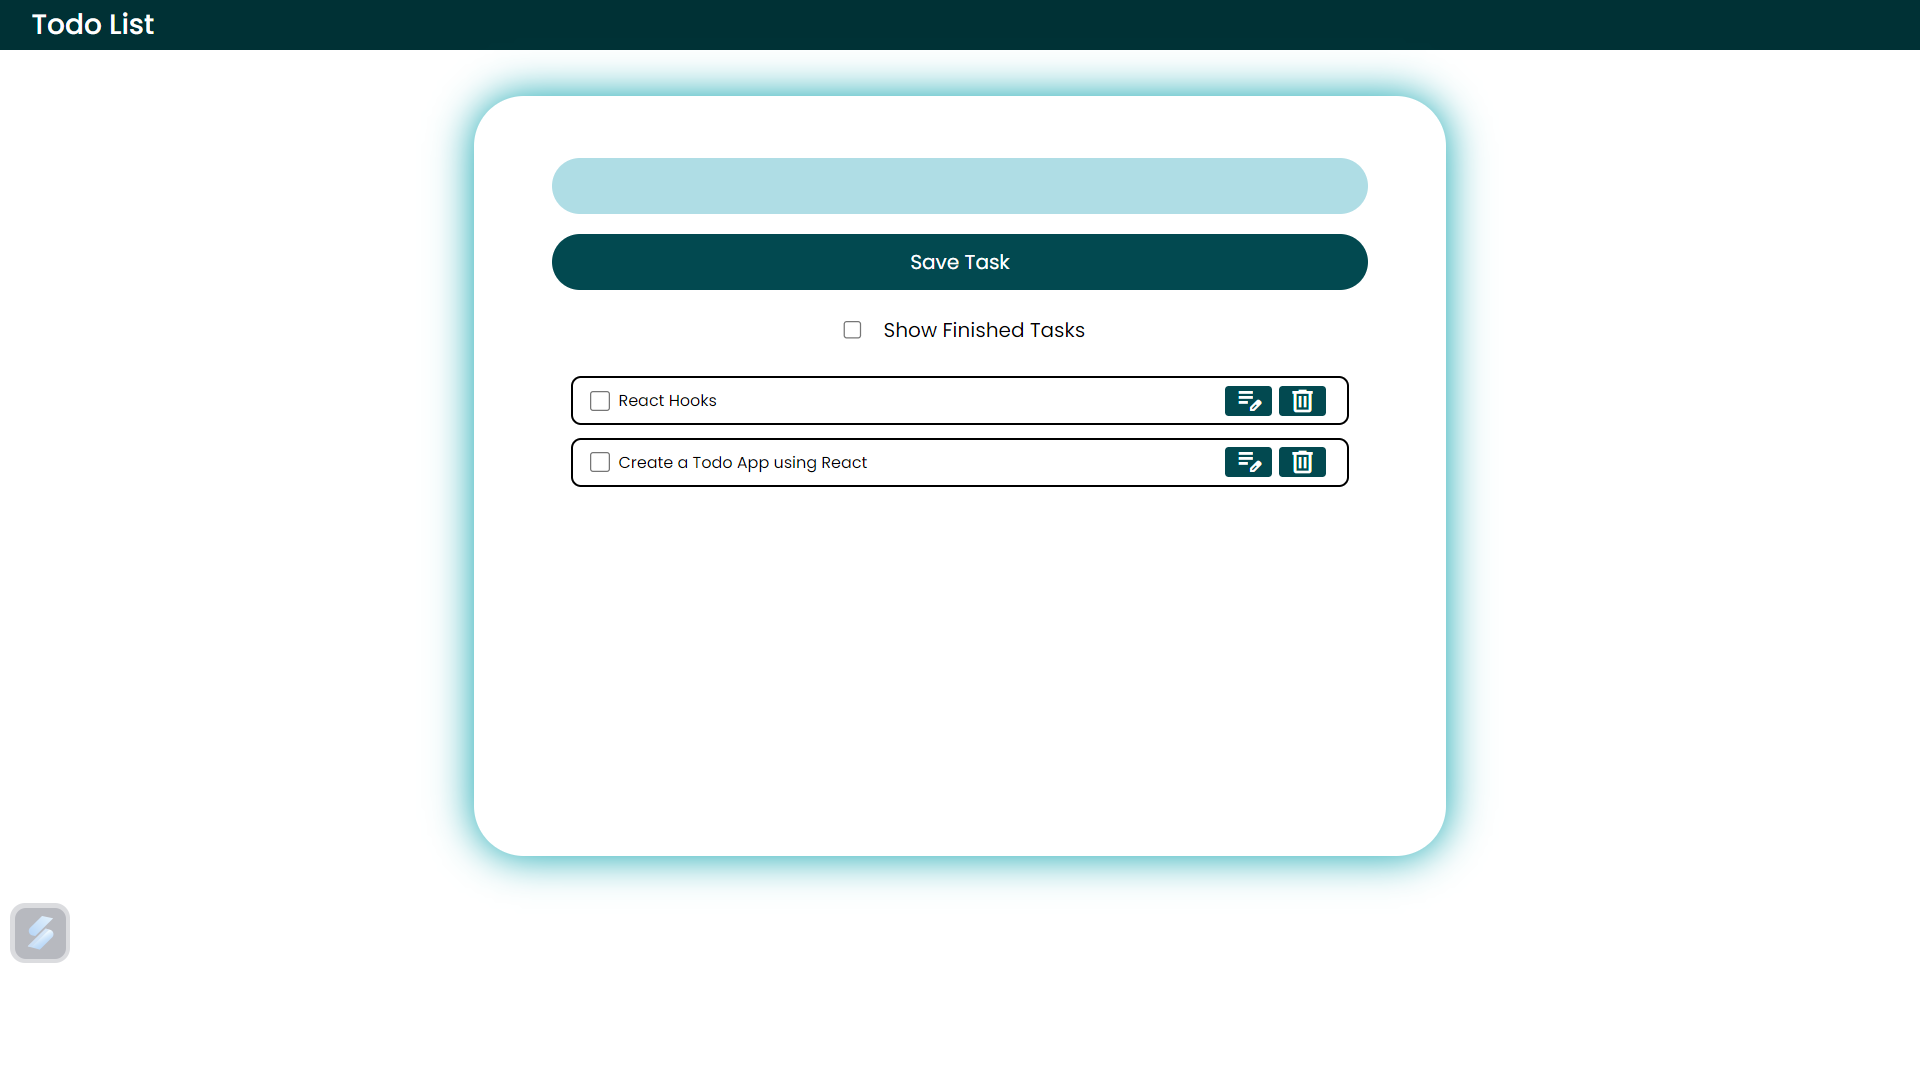 Todo List
Save Task
Show Finished Tasks
React Hooks
Create a Todo App using React